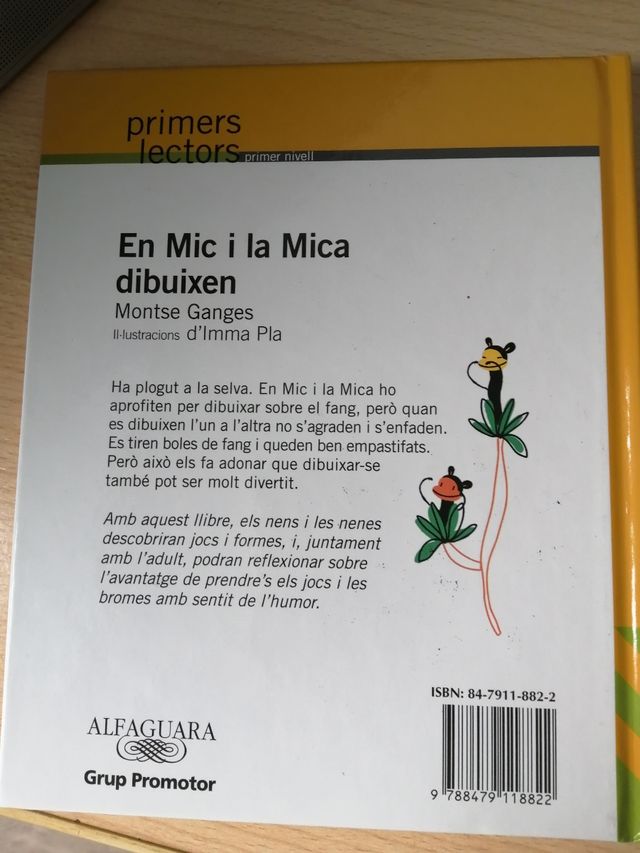 primers
lectors primer nivell
En Mic i la Mica
dibuixen
Montse Ganges
Il·lustracions d'Imma Pla
Ha plogut a la selva. En Mic i la Mica ho
aprofiten per dibuixar sobre el fang, però quan
es dibuixen l'un a l'altra no s'agraden i s'enfaden.
Es tiren boles de fang i queden ben empastifats.
Però això els fa adonar que dibuixar-se
també pot ser molt divertit.
Amb aquest llibre, els nens i les nenes
descobriran jocs i formes, i, juntament
amb l'adult, podran reflexionar sobre
l'avantatge de prendre's els jocs i les
bromes amb sentit de l'humor.
ISBN: 84-7911-882-2
9 788479 118822
ALFAGUARA
Grup Promotor